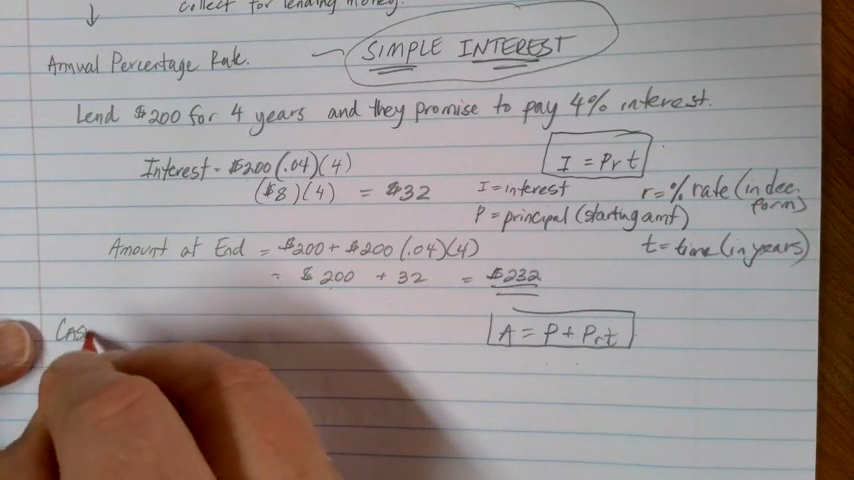 collect for lending money.
↓
Annual Percentage Rate. ~ SIMPLE INTEREST
Lend $200 for 4 years and they promise to pay 4% interest.
Interest = $200(.04)(4)
($8)(4) = $32
I = Prt
I = interest
P = principal (starting amt)
r = % rate (in dec. form)
t = time (in years)
Amount at End = $200 + $200(.04)(4)
= $200 + 32 = $232
A = P + Prt
Cas